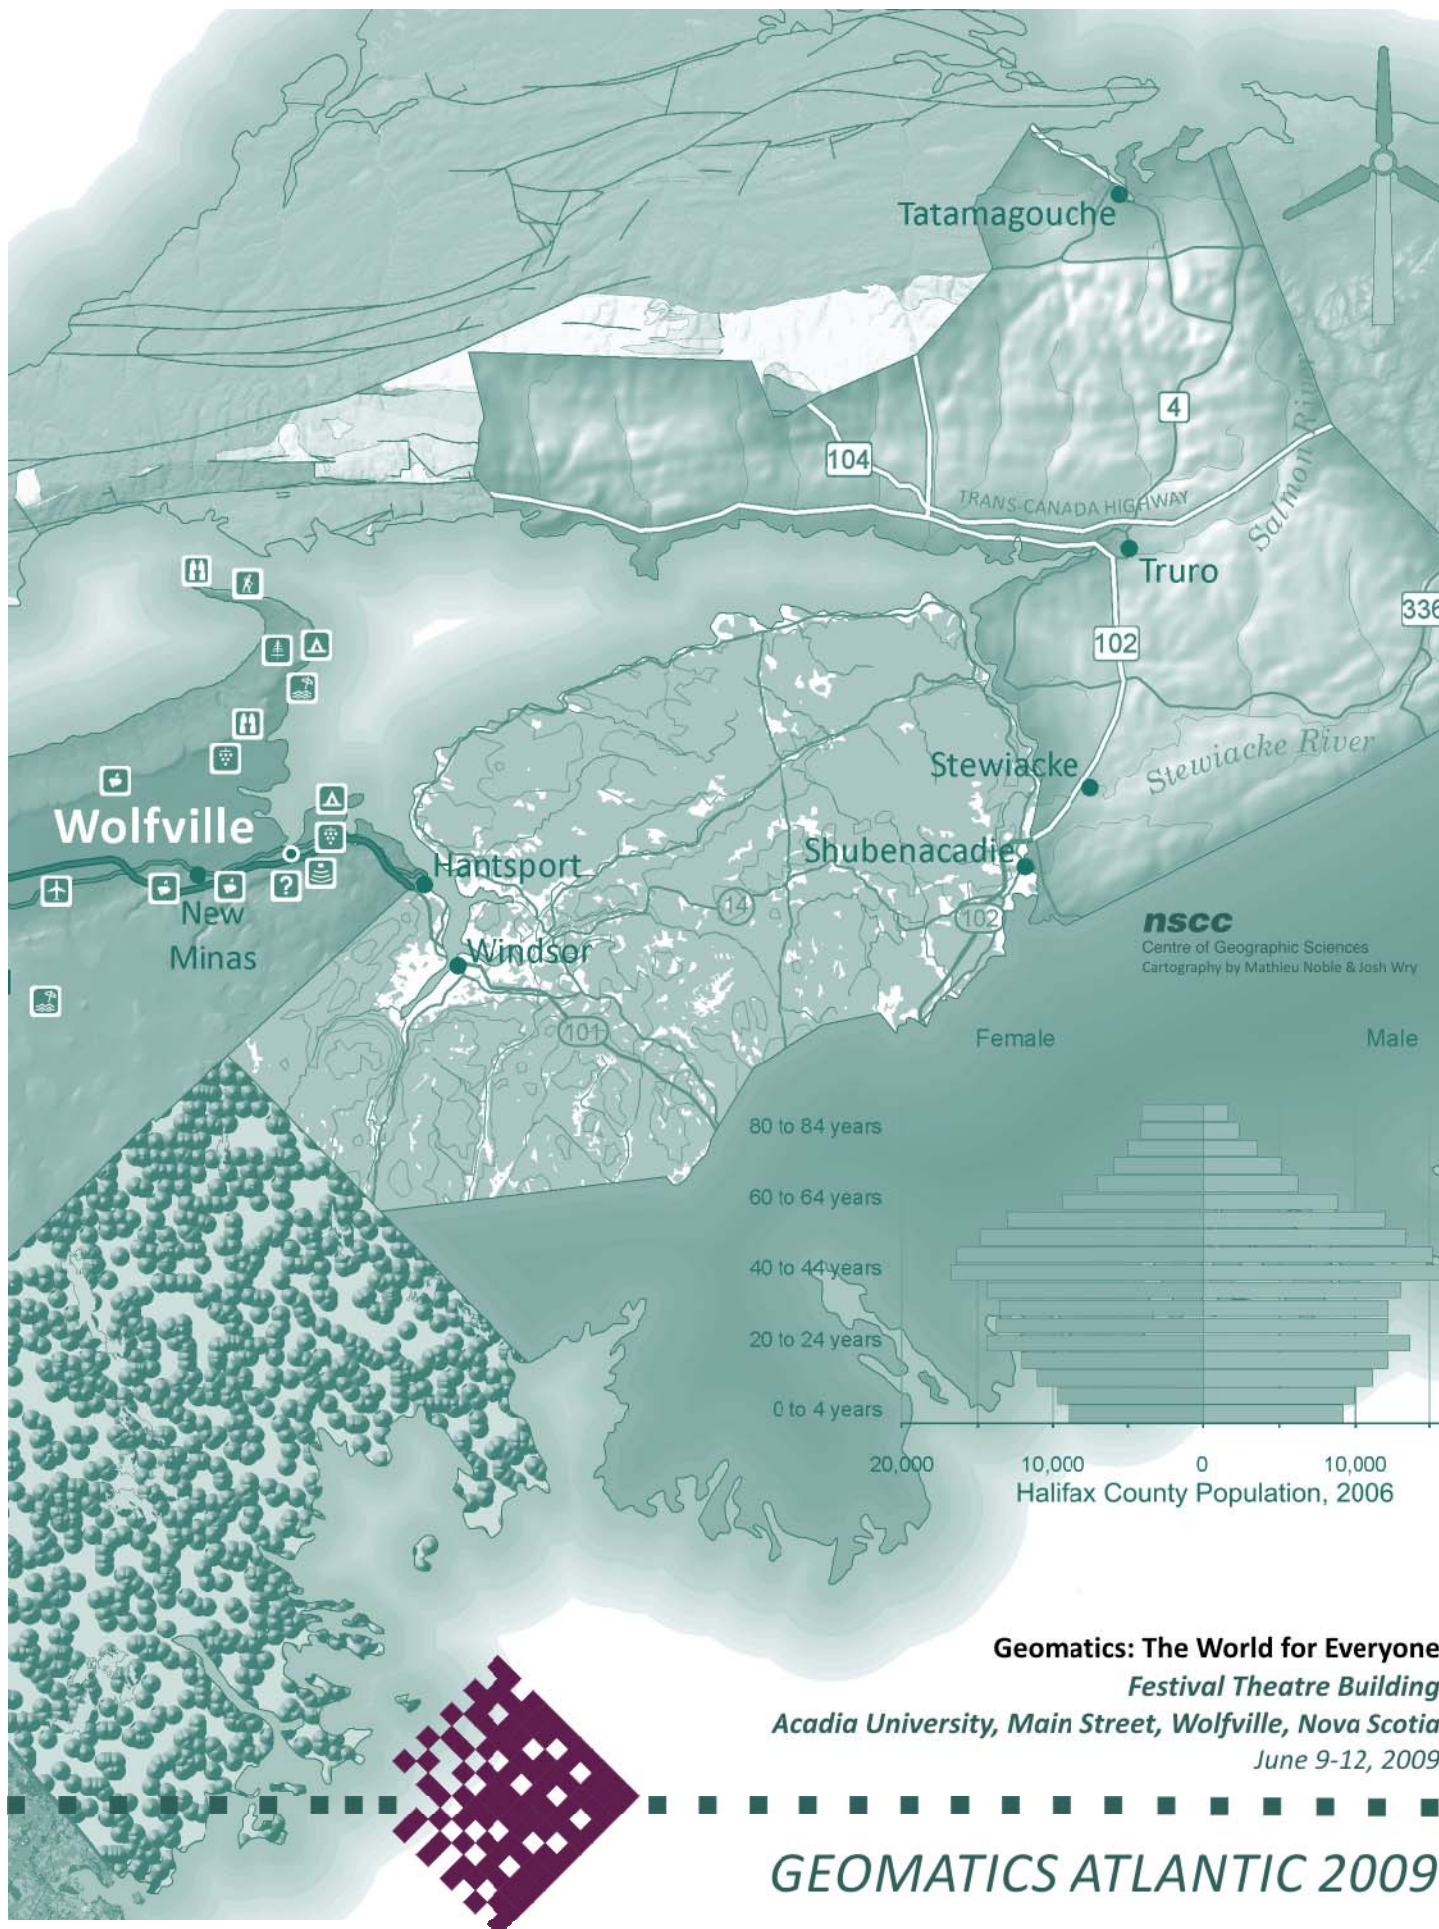 Tatamagouche
4
104
TRANS-CANADA HIGHWAY
Salmon River
Truro
336
102
Stewiacke River
Stewiacke
Wolfville
Shubenacadie
Hantsport
?
14
102
New
Minas
Windsor
nscc
Centre of Geographic Sciences
Cartography by Mathieu Noble & Josh Wry
101
Female Male
80 to 84 years
60 to 64 years
40 to 44 years
20 to 24 years
0 to 4 years
20,000 10,000 0 10,000
Halifax County Population, 2006
Geomatics: The World for Everyone
Festival Theatre Building
Acadia University, Main Street, Wolfville, Nova Scotia
June 9-12, 2009
GEOMATICS ATLANTIC 2009